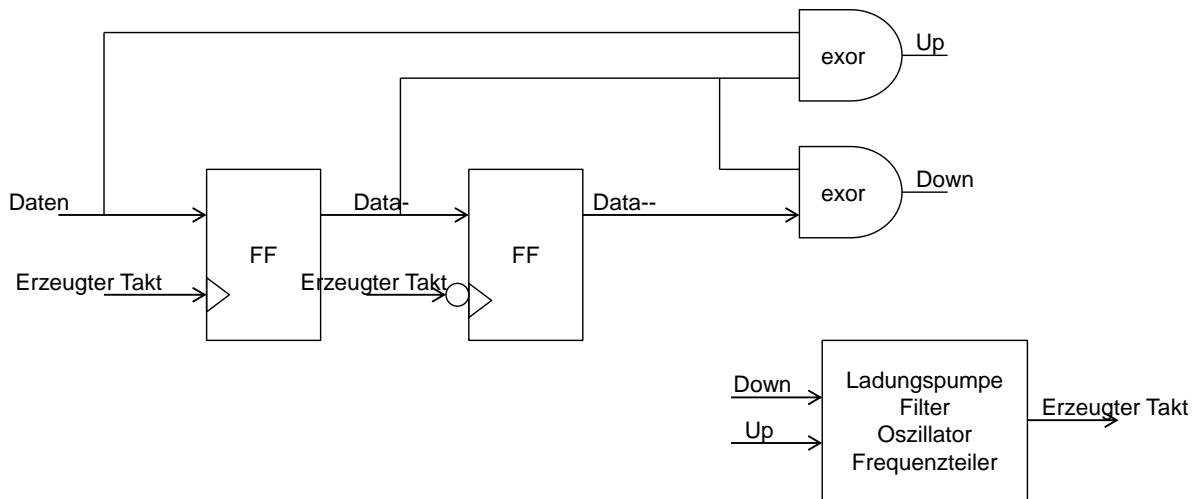 exor
Up
exor
Down
Daten
Data-
Data--
FF
FF
Erzeugter Takt
Erzeugter Takt
Down
Up
Ladungspumpe
Filter
Oszillator
Frequenzteiler
Erzeugter Takt